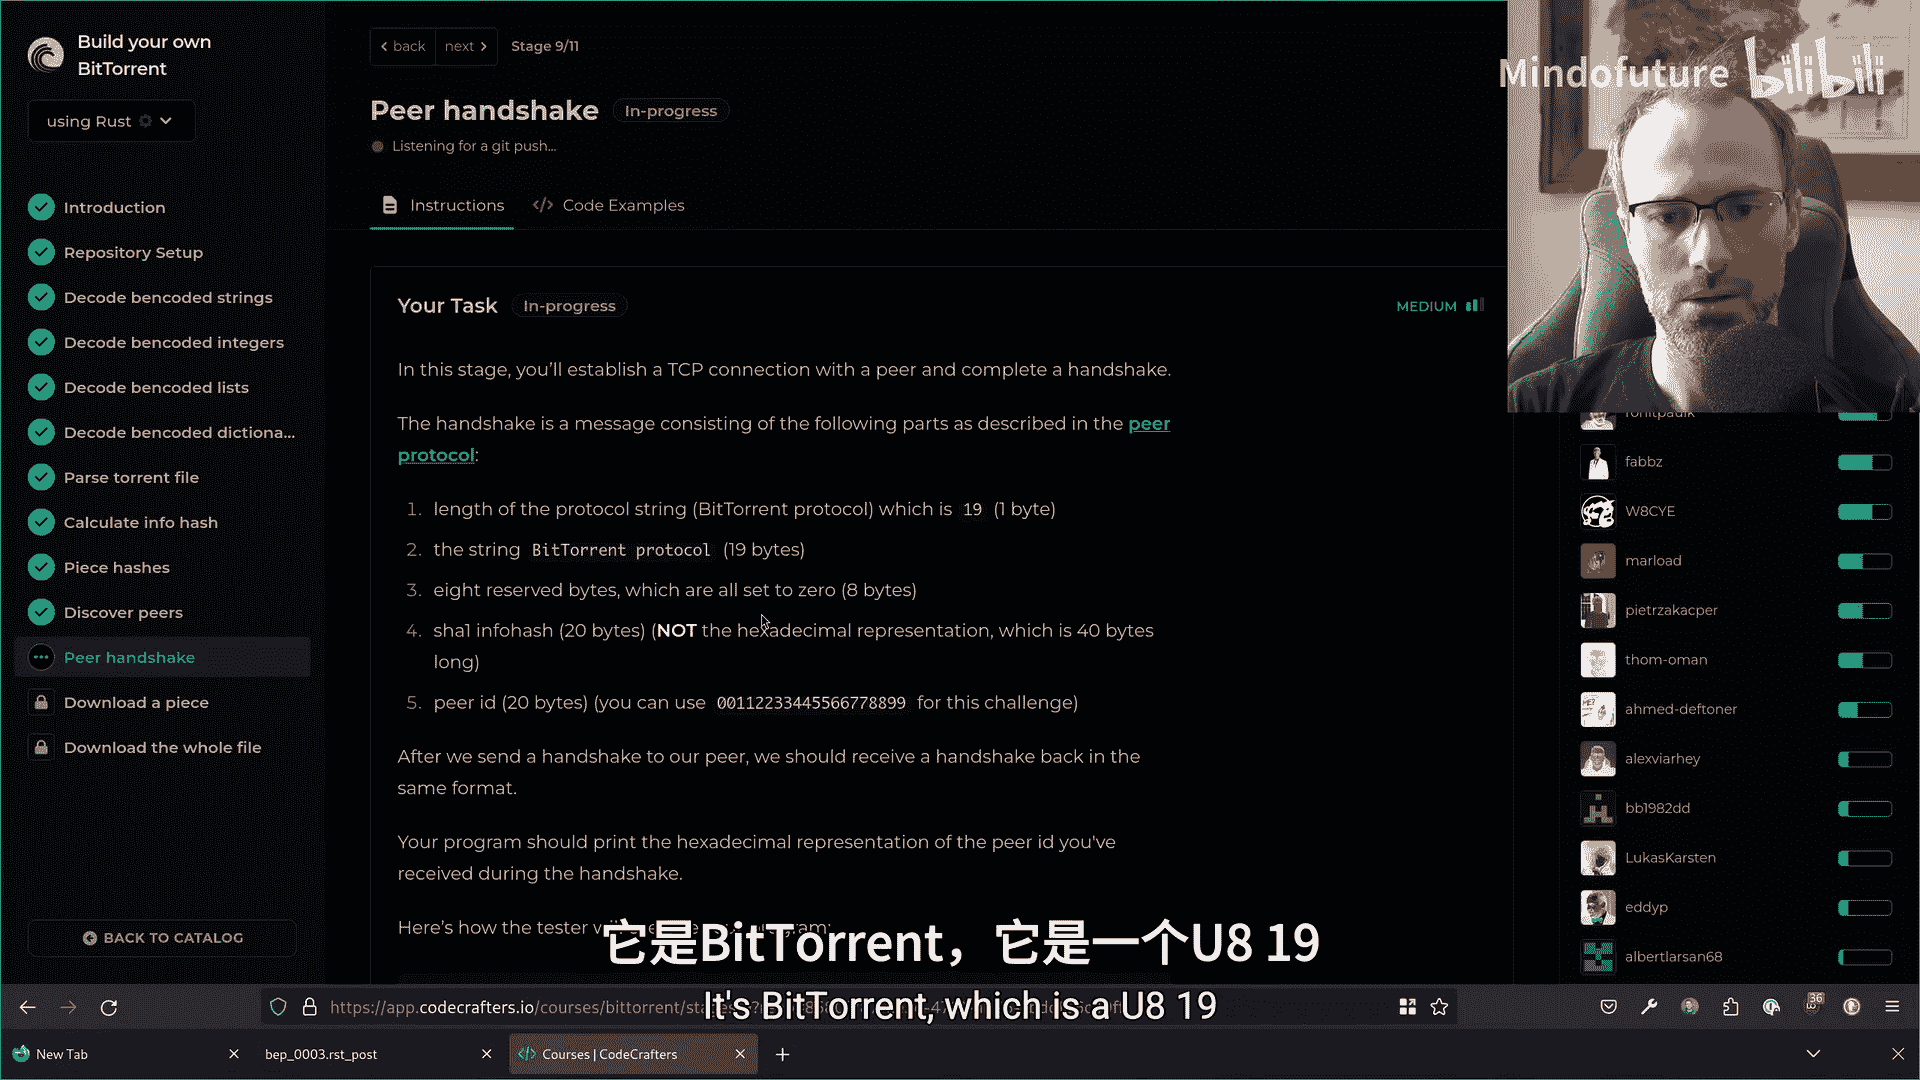 Build your own
BitTorrent
using Rust
Introduction
Repository Setup
Decode bencoded strings
Decode bencoded integers
Decode bencoded lists
Decode bencoded dictiona...
Parse torrent file
Calculate info hash
Piece hashes
Discover peers
Peer handshake
Download a piece
Download the whole file
BACK TO CATALOG
back
next
Stage 9/11
Peer handshake In-progress
Listening for a git push...
Instructions
Code Examples
Your Task In-progress
MEDIUM
In this stage, you'll establish a TCP connection with a peer and complete a handshake.
The handshake is a message consisting of the following parts as described in the peer
protocol:
1. length of the protocol string (BitTorrent protocol) which is 19 (1 byte)
2. the string BitTorrent protocol (19 bytes)
3. eight reserved bytes, which are all set to zero (8 bytes)
4. sha1 infohash (20 bytes) (NOT the hexadecimal representation, which is 40 bytes
long)
5. peer id (20 bytes) (you can use 00112233445566778899 for this challenge)
After we send a handshake to our peer, we should receive a handshake back in the
same format.
Your program should print the hexadecimal representation of the peer id you've
received during the handshake.
Here's how the tester
Mindofuture bilibili
fabbz
W8CYE
marload
pietrzakacper
thom-oman
ahmed-deftoner
alexviarhey
bb1982dd
LukasKarsten
eddyp
albertlarsan68
它是BitTorrent，它是一个U8 19
It's BitTorrent, which is a U8 19
https://app.codecrafters.io/courses/bittorrent/sta
36
New Tab
bep_0003.rst_post
Courses | CodeCrafters